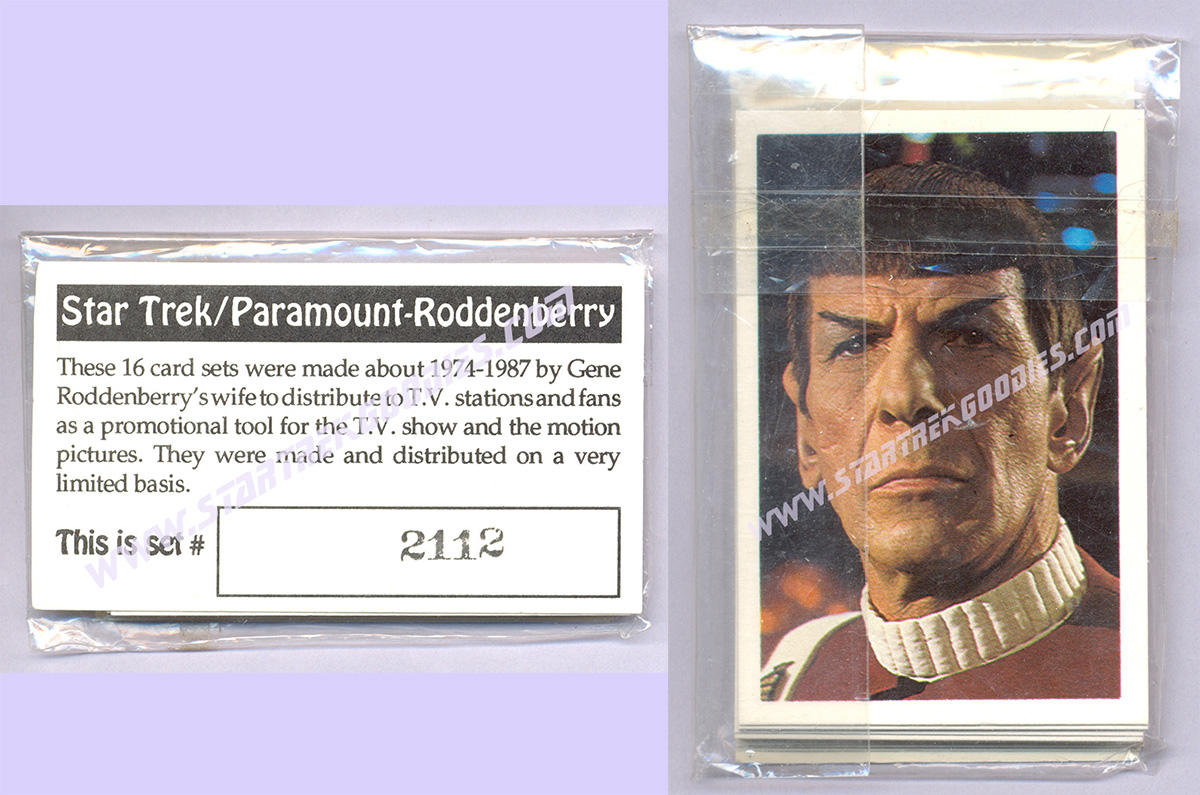 Star Trek/Paramount-Roddenberry
These 16 card sets were made about 1974-1987 by Gene
Roddenberry's wife to distribute to T.V. stations and fans
as a promotional tool for the T.V. show and the motion
pictures. They were made and distributed on a very
limited basis.
This is set #
2112
WWW.STARTREKGOODIES.COM
WWW.STARTREKGOODIES.COM